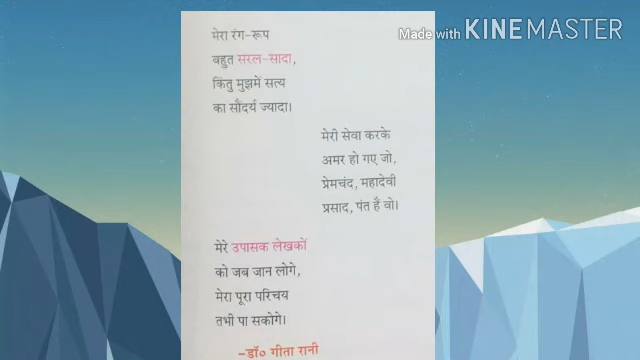 Made with KINEMASTER
मेरा रंग-रूप
बहुत सरल-सादा,
किंतु मुझमें सत्य
का सौंदर्य ज्यादा।
मेरी सेवा करके
अमर हो गए जो,
प्रेमचंद, महादेवी
प्रसाद, पंत हैं वो।
मेरे उपासक लेखकों
को जब जान लोगे,
मेरा पूरा परिचय
तभी पा सकोगे।
-डॉ० गीता रानी